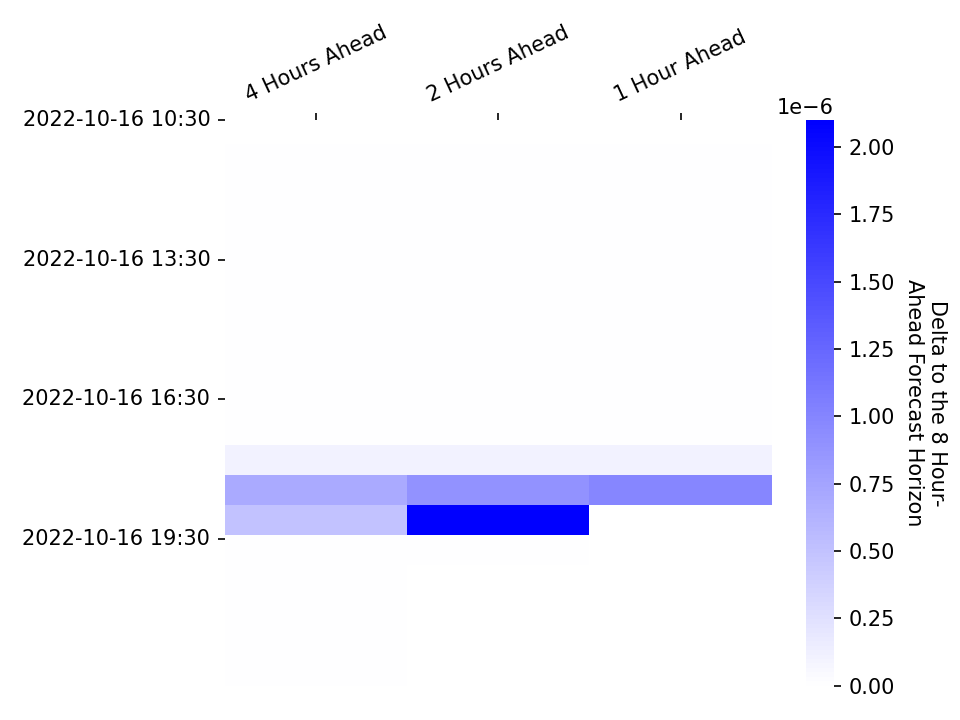 4 Hours Ahead
2 Hours Ahead
1 Hour Ahead
2022-10-16 10:30
2022-10-16 13:30
2022-10-16 16:30
2022-10-16 19:30
1e−6
2.00
1.75
1.50
1.25
1.00
0.75
0.50
0.25
0.00
Delta to the 8 Hour-
Ahead Forecast Horizon